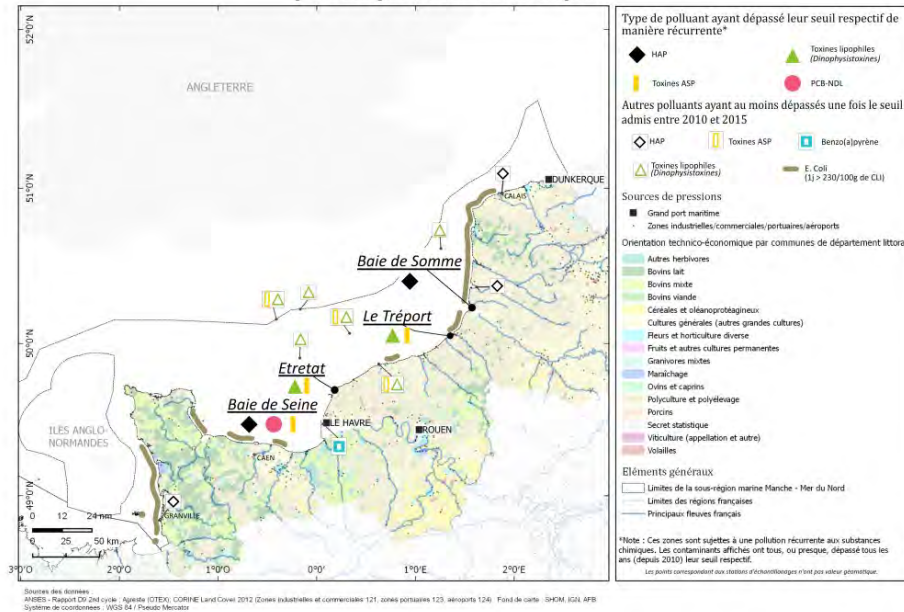 52°0'N
51°0'N
50°0'N
49°0'N
ANGLETERRE
DUNKERQUE
CALAIS
Baie de Somme
Le Tréport
Etretat
Baie de Seine
ILES ANGLO-
NORMANDES
LE HAVRE
ROUEN
CAEN
GRANVILLE
0 12 24 nm
0 25 50 km
3°0'O
2°0'O
1°0'O
0°0'
1°0'E
2°0'E
Type de polluant ayant dépassé leur seuil respectif de
manière récurrente*
HAP
Toxines lipophiles
(Dinophysistoxines)
Toxines ASP
PCB-NDL
Autres polluants ayant au moins dépassés une fois le seuil
admis entre 2010 et 2015
HAP
Toxines ASP
Benzo(a)pyrène
Toxines lipophiles
(Dinophysistoxines)
E. Coli
(1j > 230/100g de CLI)
Sources de pressions
Grand port maritime
Zones industrielles/commerciales/portuaires/aéroports
Orientation technico-économique par communes de département littora
Autres herbivores
Bovins lait
Bovins mixte
Bovins viande
Céréales et oléanoprotéagineux
Cultures générales (autres grandes cultures)
Fleurs et horticulture diverse
Fruits et autres cultures permanentes
Granivores mixtes
Maraîchage
Ovins et caprins
Polyculture et polyélevage
Porcins
Secret statistique
Viticulture (appellation et autre)
Volailles
Eléments généraux
Limites de la sous-région marine Manche - Mer du Nord
Limites des régions françaises
Principaux fleuves français
*Note : Ces zones sont sujettes à une pollution récurrente aux substances
chimiques. Les contaminants affichés ont tous, ou presque, dépassé tous les
ans (depuis 2010) leur seuil respectif.
Les points correspondant aux stations d'échantillonages n'ont pas valeur géomatique.
Sources des données
ANSES - Rapport D9 2nd cycle ; Agreste (OTEX); CORINE Land Cover 2012 (Zones industrielles et commerciales 121, zones portuaires 123, aéroports 124) Fond de carte : SHOM, IGN, AFB
Système de coordonnées : WGS 84 / Pseudo Mercator